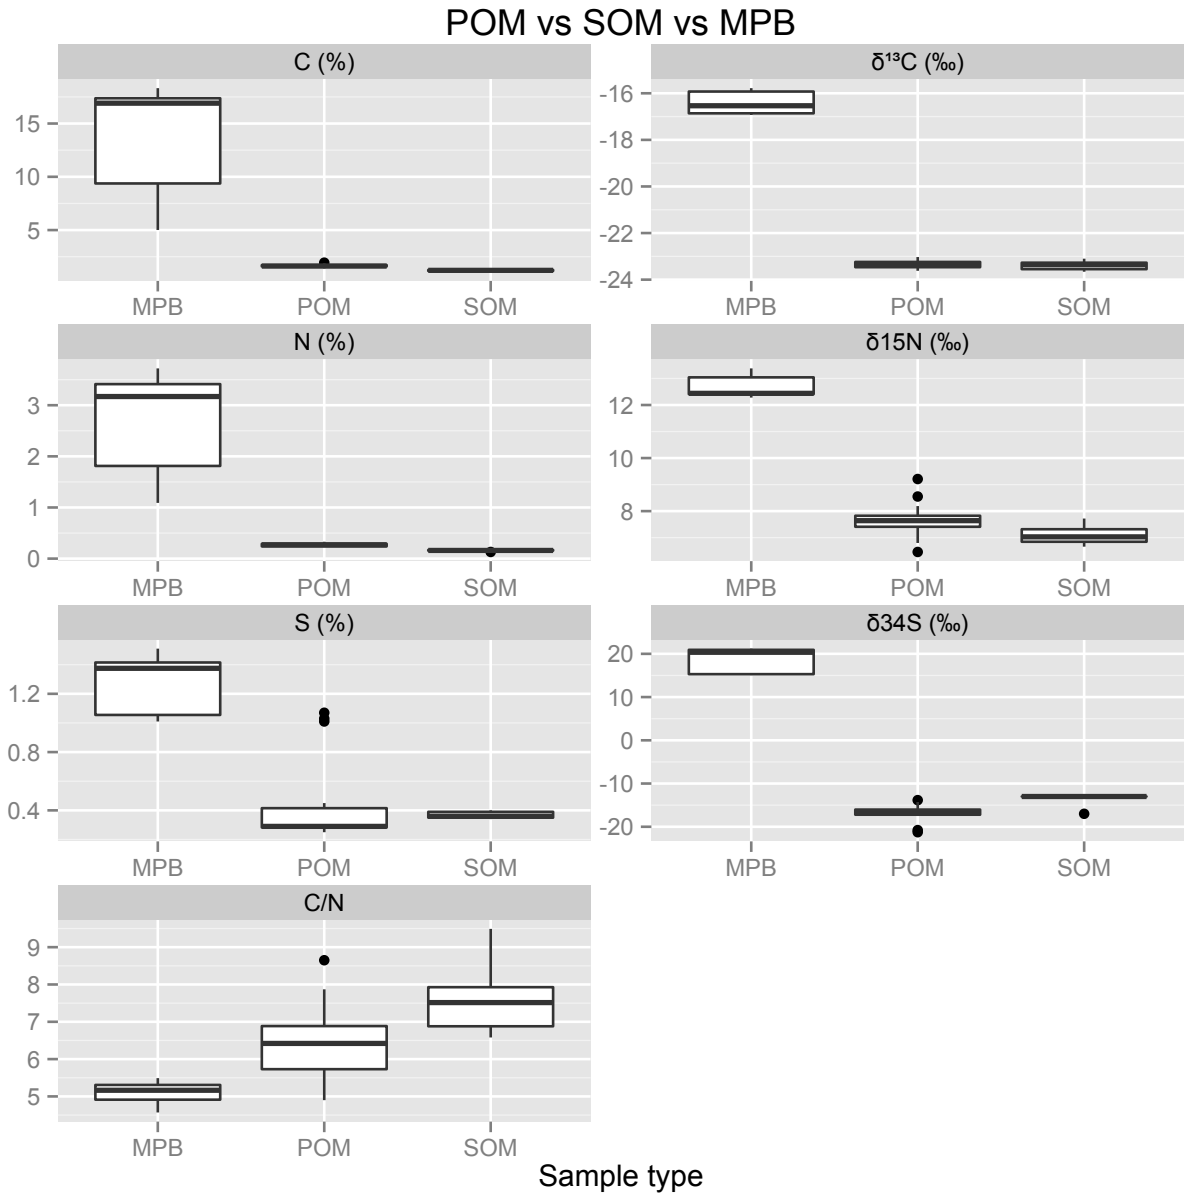 POM vs SOM vs MPB
C (%)
15
10
5
MPB POM SOM
δ¹³C (‰)
-16
-18
-20
-22
-24
MPB POM SOM
N (%)
3
2
1
0
MPB POM SOM
δ15N (‰)
12
10
8
MPB POM SOM
S (%)
1.2
0.8
0.4
MPB POM SOM
δ34S (‰)
20
10
0
-10
-20
MPB POM SOM
C/N
9
8
7
6
5
MPB POM SOM
Sample type